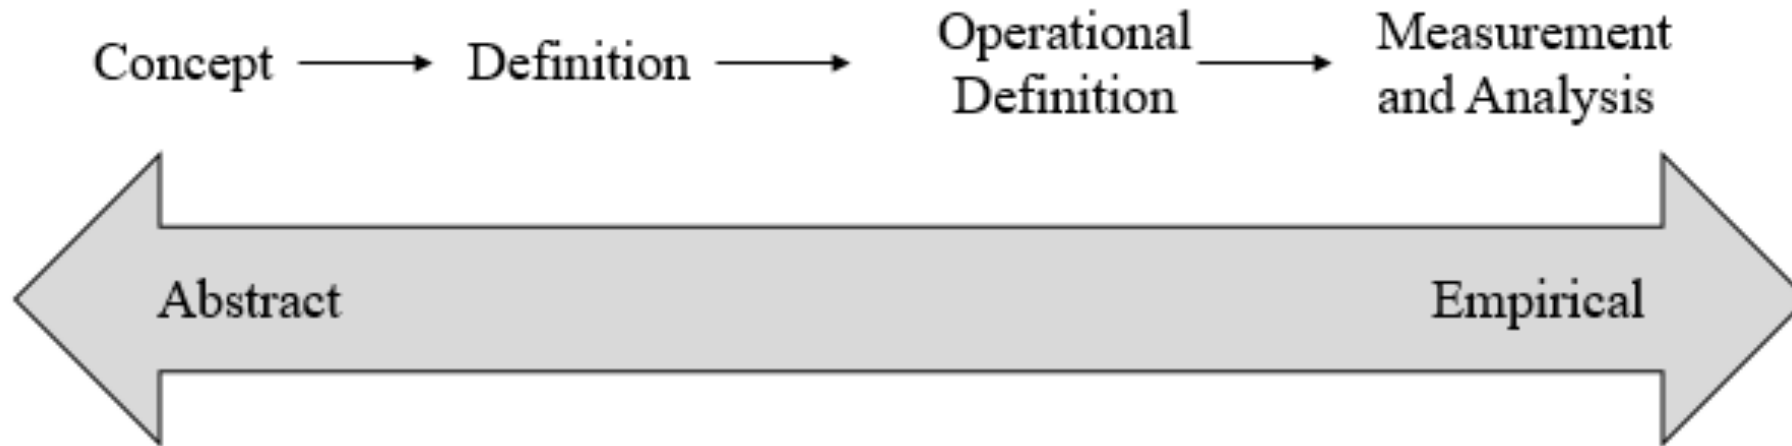 Concept
Definition
Operational
Definition
Measurement
and Analysis
Abstract
Empirical